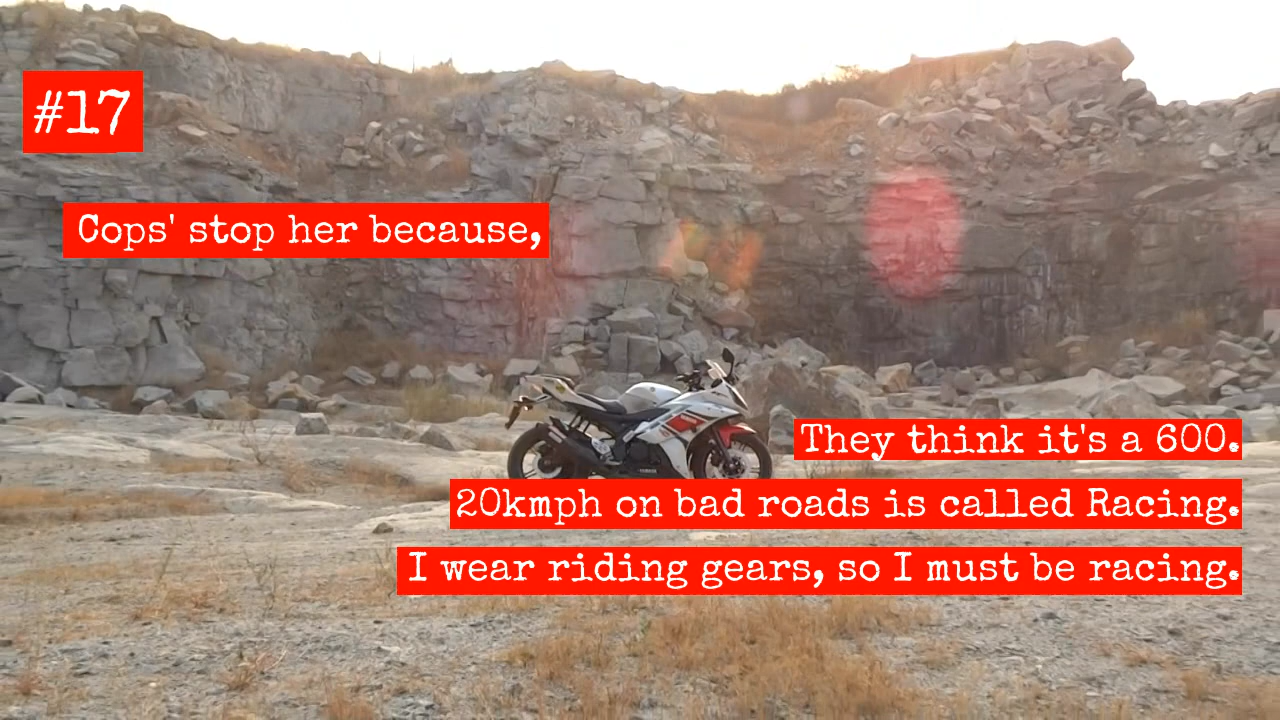 #17
Cops' stop her because,
They think it's a 600.
20kmph on bad roads is called Racing.
I wear riding gears, so I must be racing.
YAMAHA